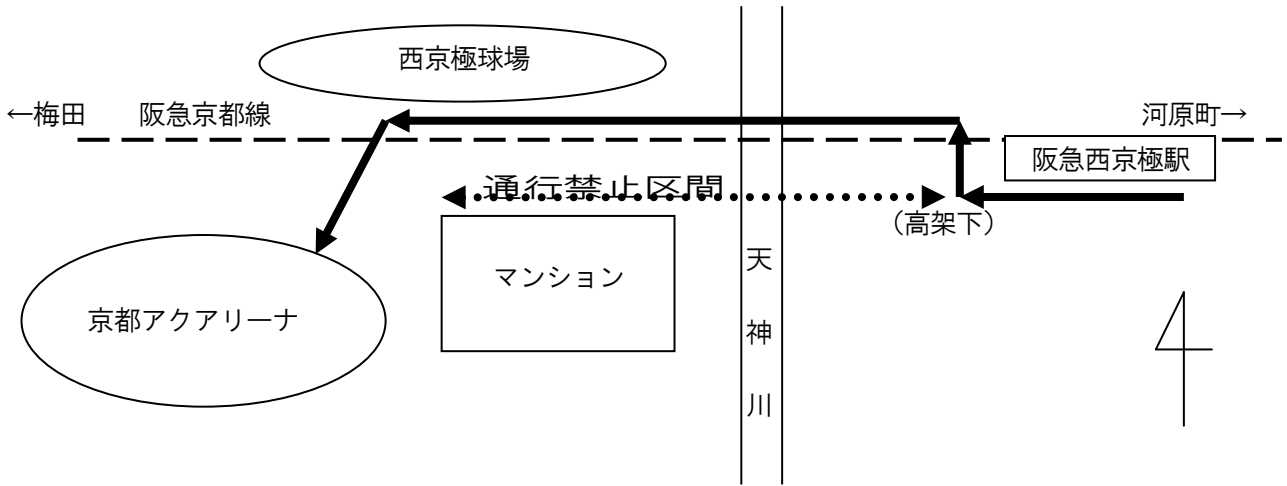 西京極球場
←梅田
阪急京都線
河原町→
阪急西京極駅
通行禁止区間
(高架下)
マンション
天神川
京都アクアリーナ